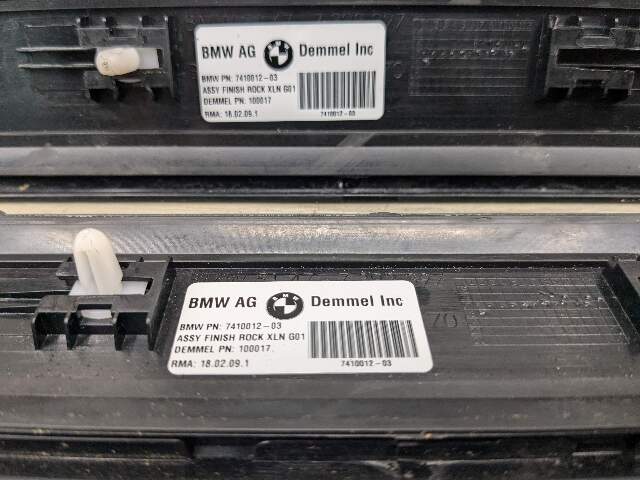 BMW AG Demmel Inc
BMW PN: 7410012-03
ASSY FINISH ROCK XLN G01
DEMMEL PN: 100017
RMA: 18.02.09.1
7410012-03
BMW AG Demmel Inc
BMW PN: 7410012-03
ASSY FINISH ROCK XLN G01
DEMMEL PN: 100017.
RMA: 18.02.09.1
7410012-03